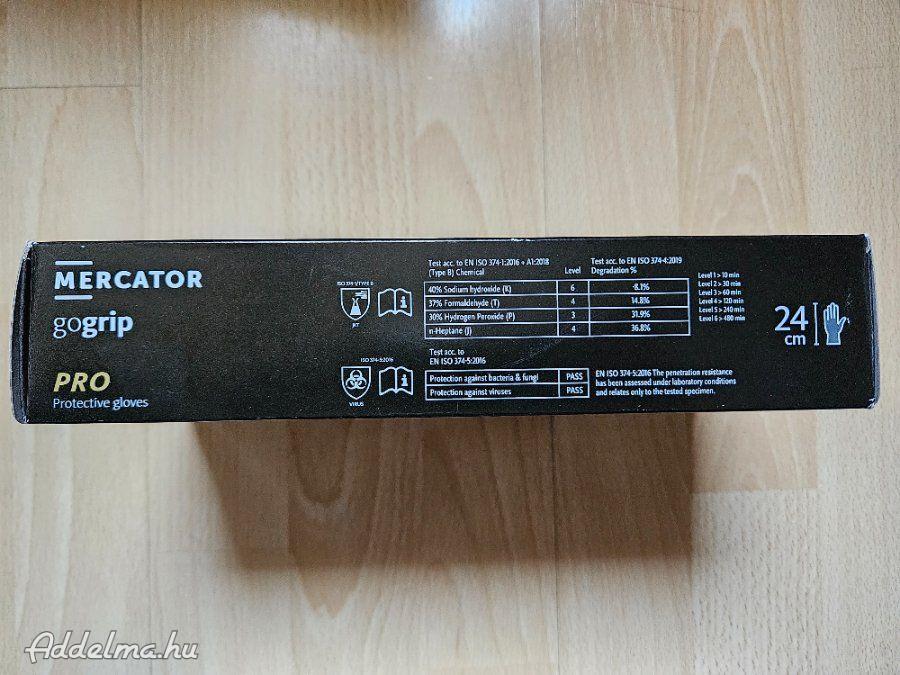 MERCATOR
gogrip
PRO
Protective gloves
ISO 374-1/TYPE B
JKT
ISO 374-5:2016
VIRUS
Test acc. to EN ISO 374-1:2016 + A1:2018
(Type B) Chemical
Level
Test acc. to EN ISO 374-4:2019
Degradation %
40% Sodium hydroxide (K) 6 -8.1%
37% Formaldehyde (T) 4 14.8%
30% Hydrogen Peroxide (P) 3 31.9%
n-Heptane (J) 4 36.8%
Level 1 > 10 min
Level 2 > 30 min
Level 3 > 60 min
Level 4 > 120 min
Level 5 > 240 min
Level 6 > 480 min
Test acc. to
EN ISO 374-5:2016
Protection against bacteria & fungi PASS
Protection against viruses PASS
EN ISO 374-5:2016 The penetration resistance
has been assessed under laboratory conditions
and relates only to the tested specimen.
24
cm
Addelma.hu